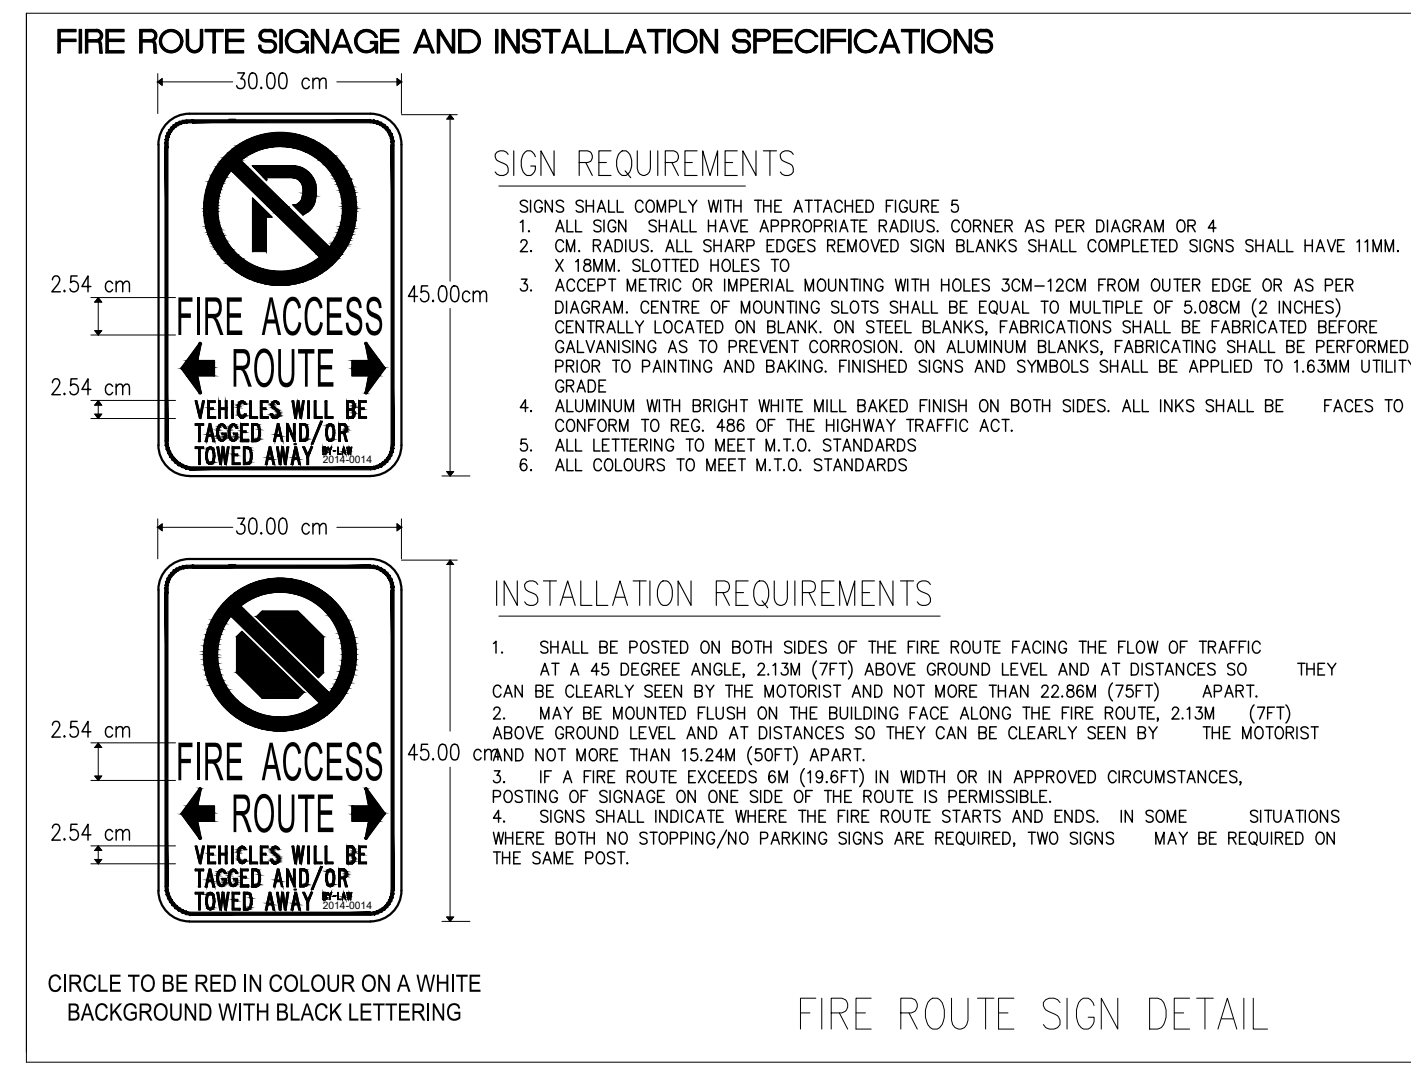 FIRE ROUTE SIGNAGE AND INSTALLATION SPECIFICATIONS
30.00 cm
P
2.54 cm
45.00cm
FIRE ACCESS
ROUTE
2.54 cm
VEHICLES WILL BE
TAGGED AND/OR
TOWED AWAY BY-LAW
2014-0014
SIGN REQUIREMENTS
SIGNS SHALL COMPLY WITH THE ATTACHED FIGURE 5
1. ALL SIGN SHALL HAVE APPROPRIATE RADIUS. CORNER AS PER DIAGRAM OR 4
2. CM. RADIUS. ALL SHARP EDGES REMOVED SIGN BLANKS SHALL COMPLETED SIGNS SHALL HAVE 11MM.
X 18MM. SLOTTED HOLES TO
3. ACCEPT METRIC OR IMPERIAL MOUNTING WITH HOLES 3CM-12CM FROM OUTER EDGE OR AS PER
DIAGRAM. CENTRE OF MOUNTING SLOTS SHALL BE EQUAL TO MULTIPLE OF 5.08CM (2 INCHES)
CENTRALLY LOCATED ON BLANK. ON STEEL BLANKS, FABRICATIONS SHALL BE FABRICATED BEFORE
GALVANISING AS TO PREVENT CORROSION. ON ALUMINUM BLANKS, FABRICATING SHALL BE PERFORMED
PRIOR TO PAINTING AND BAKING. FINISHED SIGNS AND SYMBOLS SHALL BE APPLIED TO 1.63MM UTILITY
GRADE
4. ALUMINUM WITH BRIGHT WHITE MILL BAKED FINISH ON BOTH SIDES. ALL INKS SHALL BE FACES TO
CONFORM TO REG. 486 OF THE HIGHWAY TRAFFIC ACT.
5. ALL LETTERING TO MEET M.T.O. STANDARDS
6. ALL COLOURS TO MEET M.T.O. STANDARDS
30.00 cm
2.54 cm
45.00 cm
FIRE ACCESS
ROUTE
2.54 cm
VEHICLES WILL BE
TAGGED AND/OR
TOWED AWAY BY-LAW
2014-0014
INSTALLATION REQUIREMENTS
1. SHALL BE POSTED ON BOTH SIDES OF THE FIRE ROUTE FACING THE FLOW OF TRAFFIC
AT A 45 DEGREE ANGLE, 2.13M (7FT) ABOVE GROUND LEVEL AND AT DISTANCES SO THEY
CAN BE CLEARLY SEEN BY THE MOTORIST AND NOT MORE THAN 22.86M (75FT) APART.
2. MAY BE MOUNTED FLUSH ON THE BUILDING FACE ALONG THE FIRE ROUTE, 2.13M (7FT)
ABOVE GROUND LEVEL AND AT DISTANCES SO THEY CAN BE CLEARLY SEEN BY THE MOTORIST
AND NOT MORE THAN 15.24M (50FT) APART.
3. IF A FIRE ROUTE EXCEEDS 6M (19.6FT) IN WIDTH OR IN APPROVED CIRCUMSTANCES,
POSTING OF SIGNAGE ON ONE SIDE OF THE ROUTE IS PERMISSIBLE.
4. SIGNS SHALL INDICATE WHERE THE FIRE ROUTE STARTS AND ENDS. IN SOME SITUATIONS
WHERE BOTH NO STOPPING/NO PARKING SIGNS ARE REQUIRED, TWO SIGNS MAY BE REQUIRED ON
THE SAME POST.
CIRCLE TO BE RED IN COLOUR ON A WHITE
BACKGROUND WITH BLACK LETTERING
FIRE ROUTE SIGN DETAIL